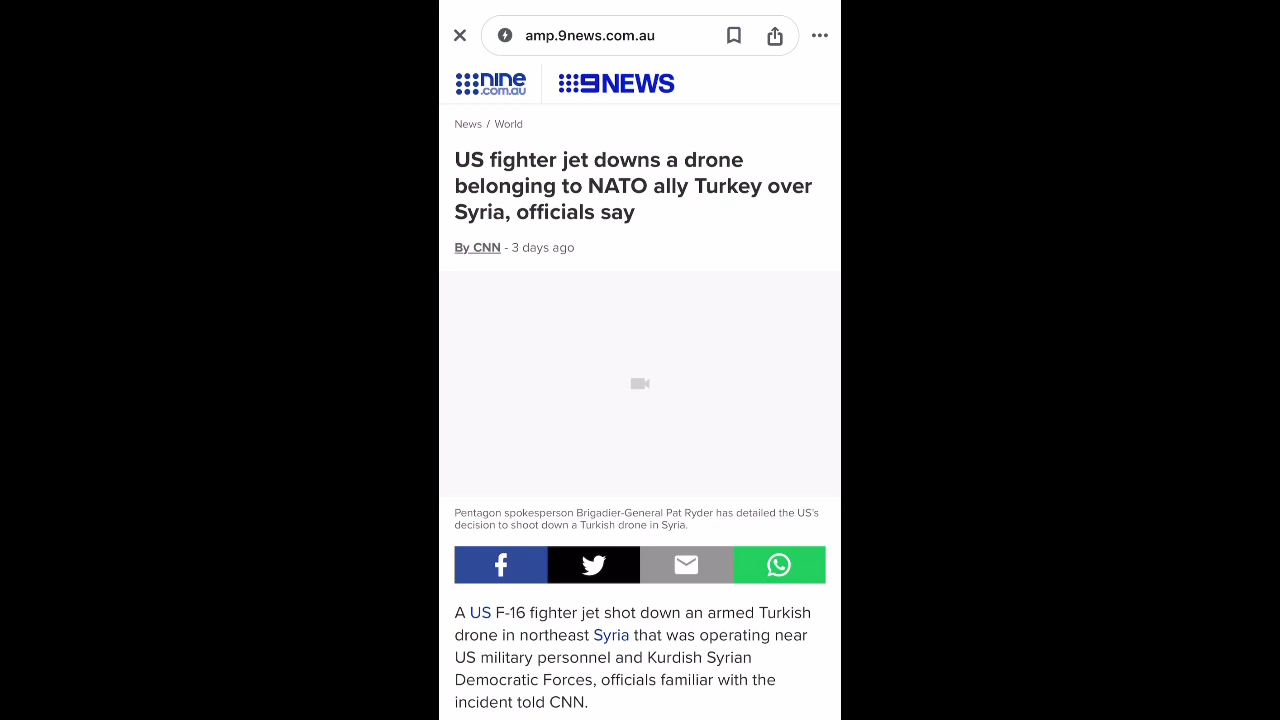 amp.9news.com.au
nine
.com.au
9NEWS
News / World
US fighter jet downs a drone
belonging to NATO ally Turkey over
Syria, officials say
By CNN - 3 days ago
Pentagon spokesperson Brigadier-General Pat Ryder has detailed the US's
decision to shoot down a Turkish drone in Syria.
A US F-16 fighter jet shot down an armed Turkish
drone in northeast Syria that was operating near
US military personnel and Kurdish Syrian
Democratic Forces, officials familiar with the
incident told CNN.